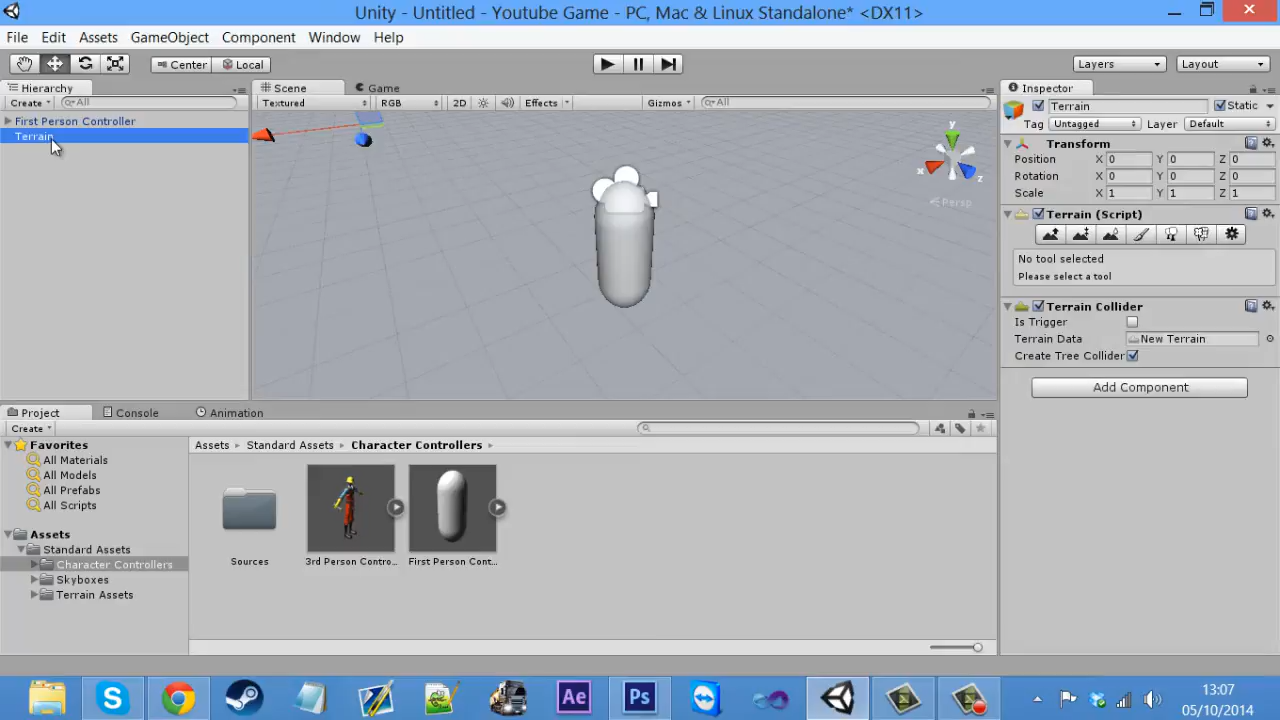 Unity - Untitled - Youtube Game - PC, Mac & Linux Standalone* <DX11>
File Edit Assets GameObject Component Window Help
Center Local Layers Layout
Hierarchy Scene Game Inspector
Create All Textured RGB 2D Effects Gizmos All
Terrain Static
First Person Controller
Terrain
Tag Untagged Layer Default
Transform
Position X 0 Y 0 Z 0
Rotation X 0 Y 0 Z 0
Scale X 1 Y 1 Z 1
y
x
z
Persp
Terrain (Script)
No tool selected
Please select a tool
Terrain Collider
Is Trigger
Terrain Data New Terrain
Create Tree Collider
Add Component
Project Console Animation
Create
Favorites
All Materials
All Models
All Prefabs
All Scripts
Assets
Standard Assets
Character Controllers
Skyboxes
Terrain Assets
Assets Standard Assets Character Controllers
Sources 3rd Person Contro... First Person Cont...
Ae Ps
13:07
05/10/2014